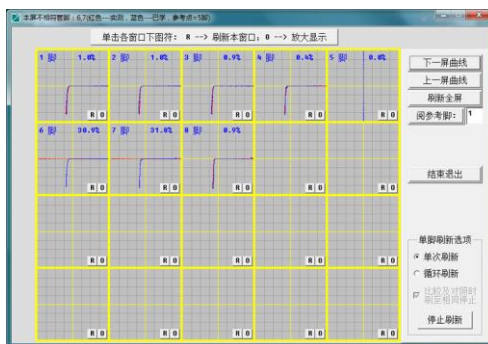 本屏不相符管脚:6,7(红色---实测,蓝色---已学,参考点=5脚)
单击各窗口下图符: R --> 刷新本窗口; O --> 放大显示
1 脚 1.0% 2 脚 1.0% 3 脚 0.9% 4 脚 0.4% 5 脚 0.0%
R O R O R O R O R O
6 脚 30.9% 7 脚 31.0% 8 脚 0.9%
R O R O R O R O R O
R O R O R O R O R O
R O R O R O R O R O
下一屏曲线
上一屏曲线
刷新全屏
阅参考脚: 1
结束退出
单脚刷新选项
单次刷新
循环刷新
比较及对照时
刷至相同停止
停止刷新